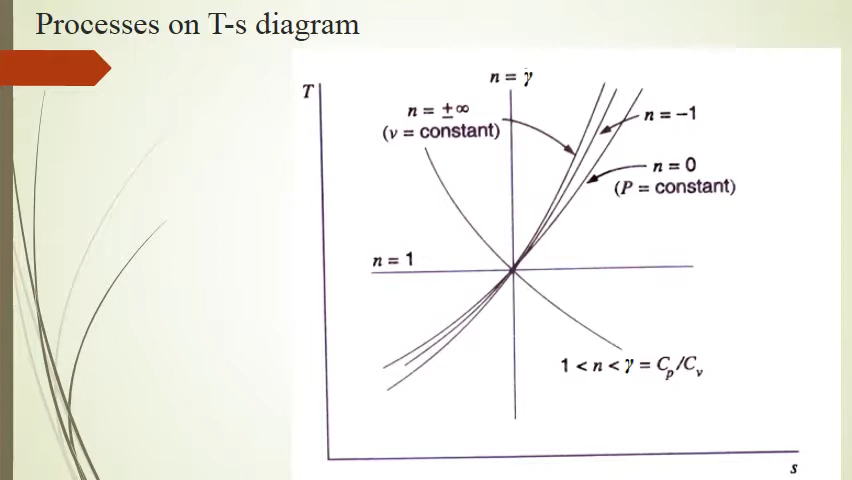 Processes on T-s diagram
n = γ
T
n = ±∞
(v = constant)
n = −1
n = 0
(P = constant)
n = 1
1 < n < γ = Cp/Cv
s